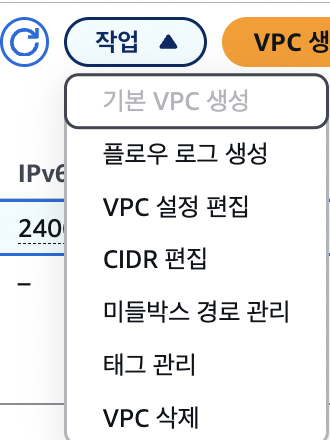 작업
VPC 생
기본 VPC 생성
플로우 로그 생성
IPv6
VPC 설정 편집
240
CIDR 편집
–
미들박스 경로 관리
태그 관리
VPC 삭제